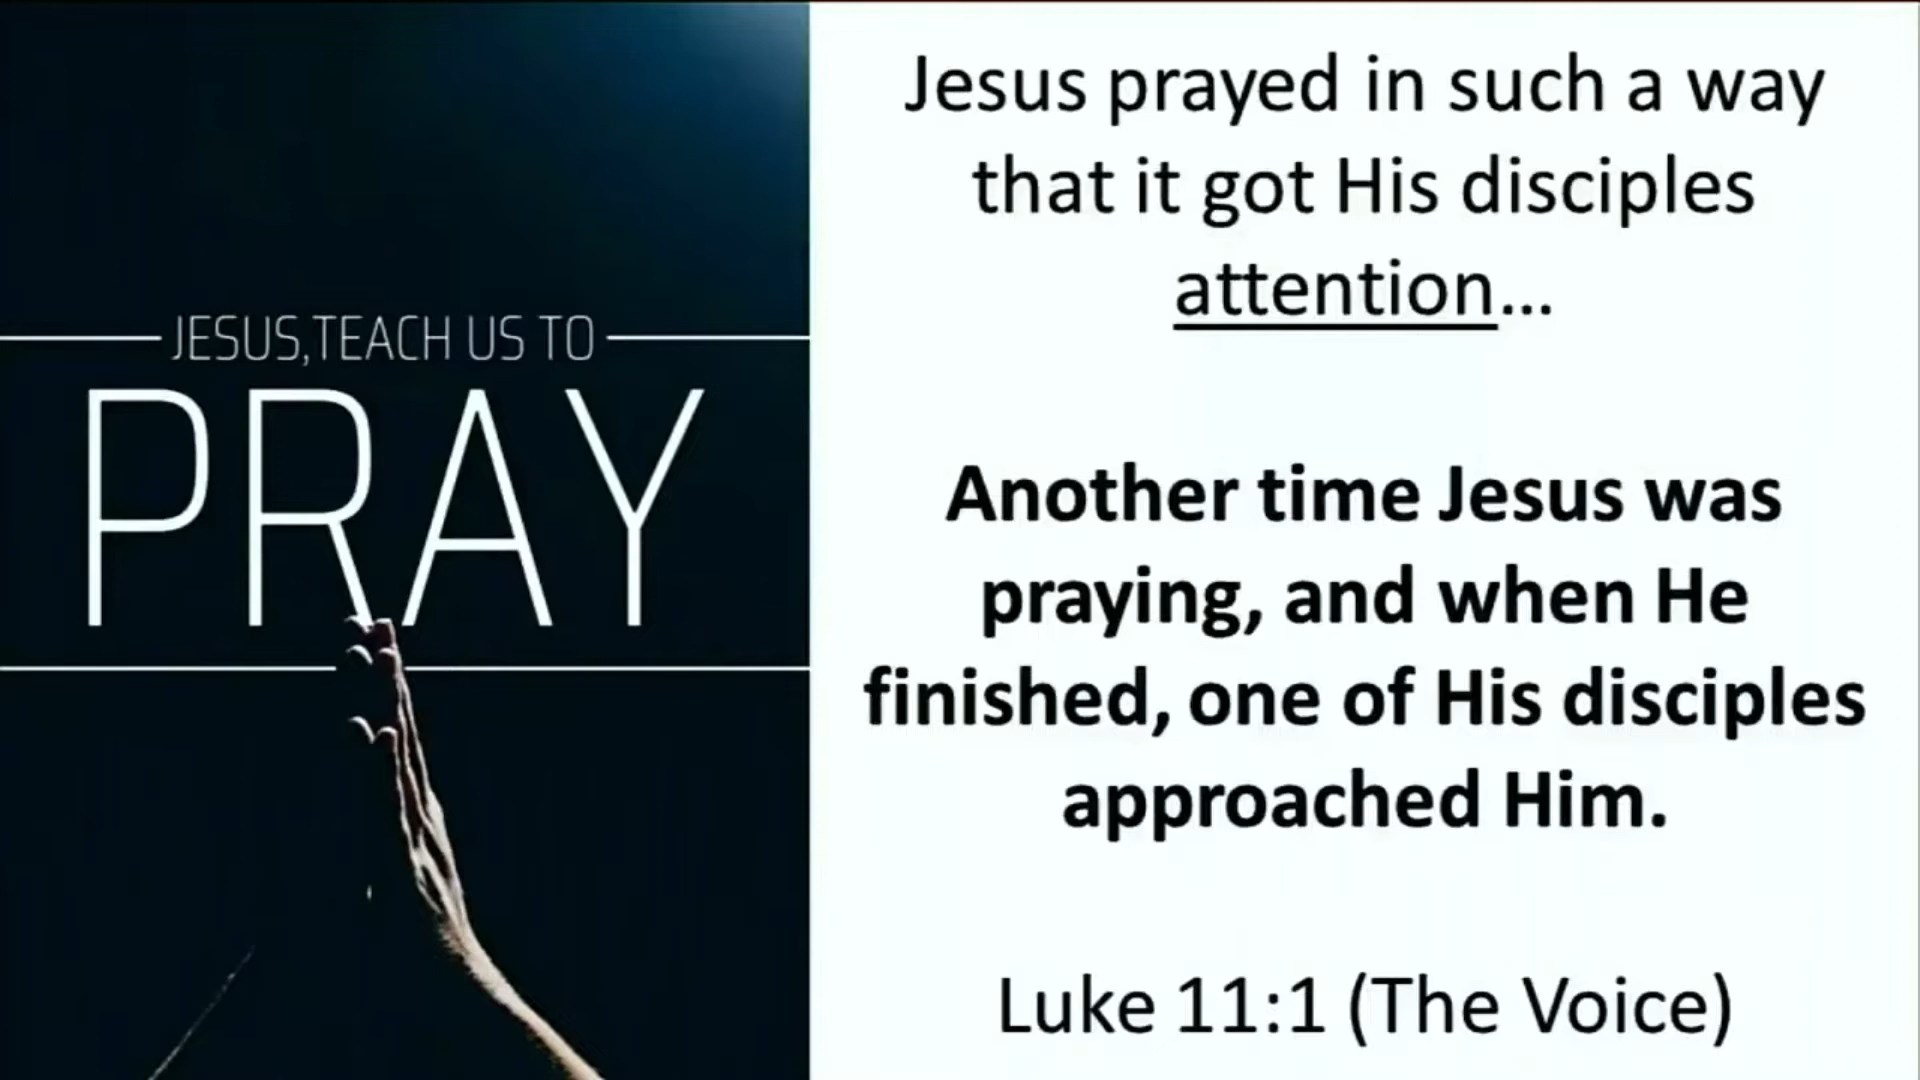 JESUS,TEACH US TO
PRAY
Jesus prayed in such a way
that it got His disciples
attention...
Another time Jesus was
praying, and when He
finished, one of His disciples
approached Him.
Luke 11:1 (The Voice)